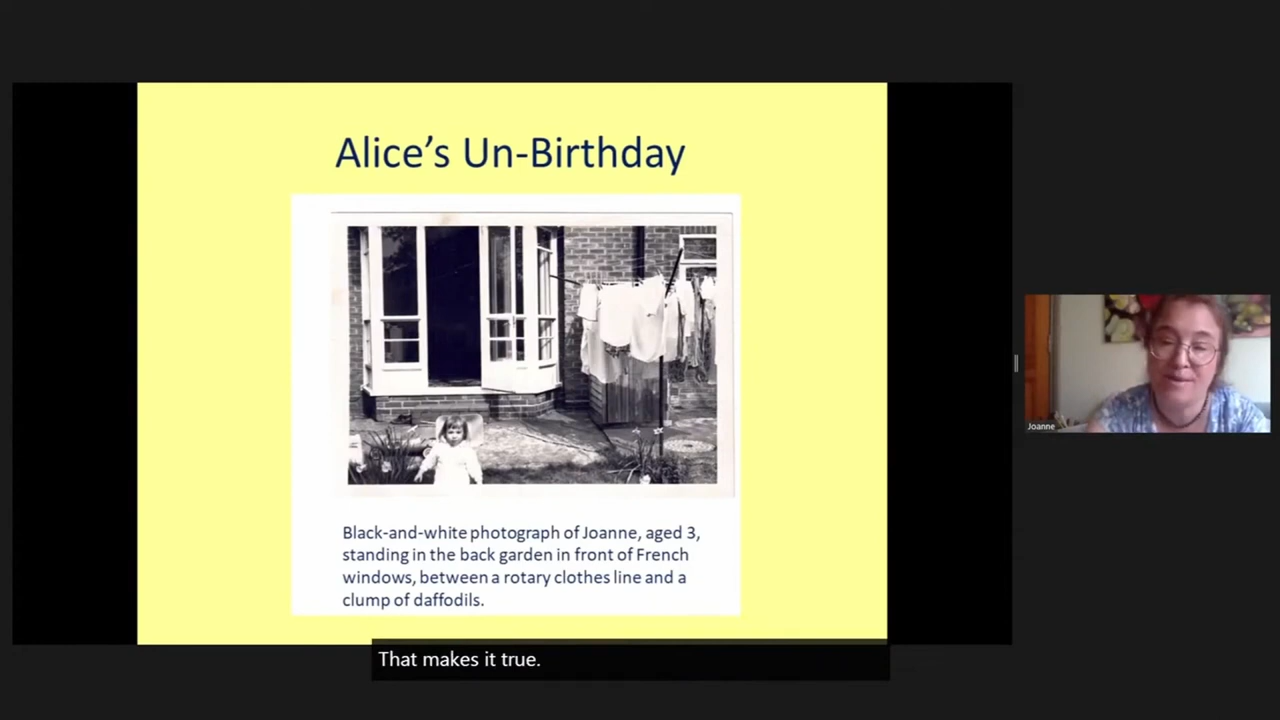 Alice’s Un-Birthday
Black-and-white photograph of Joanne, aged 3,
standing in the back garden in front of French
windows, between a rotary clothes line and a
clump of daffodils.
Joanne
That makes it true.